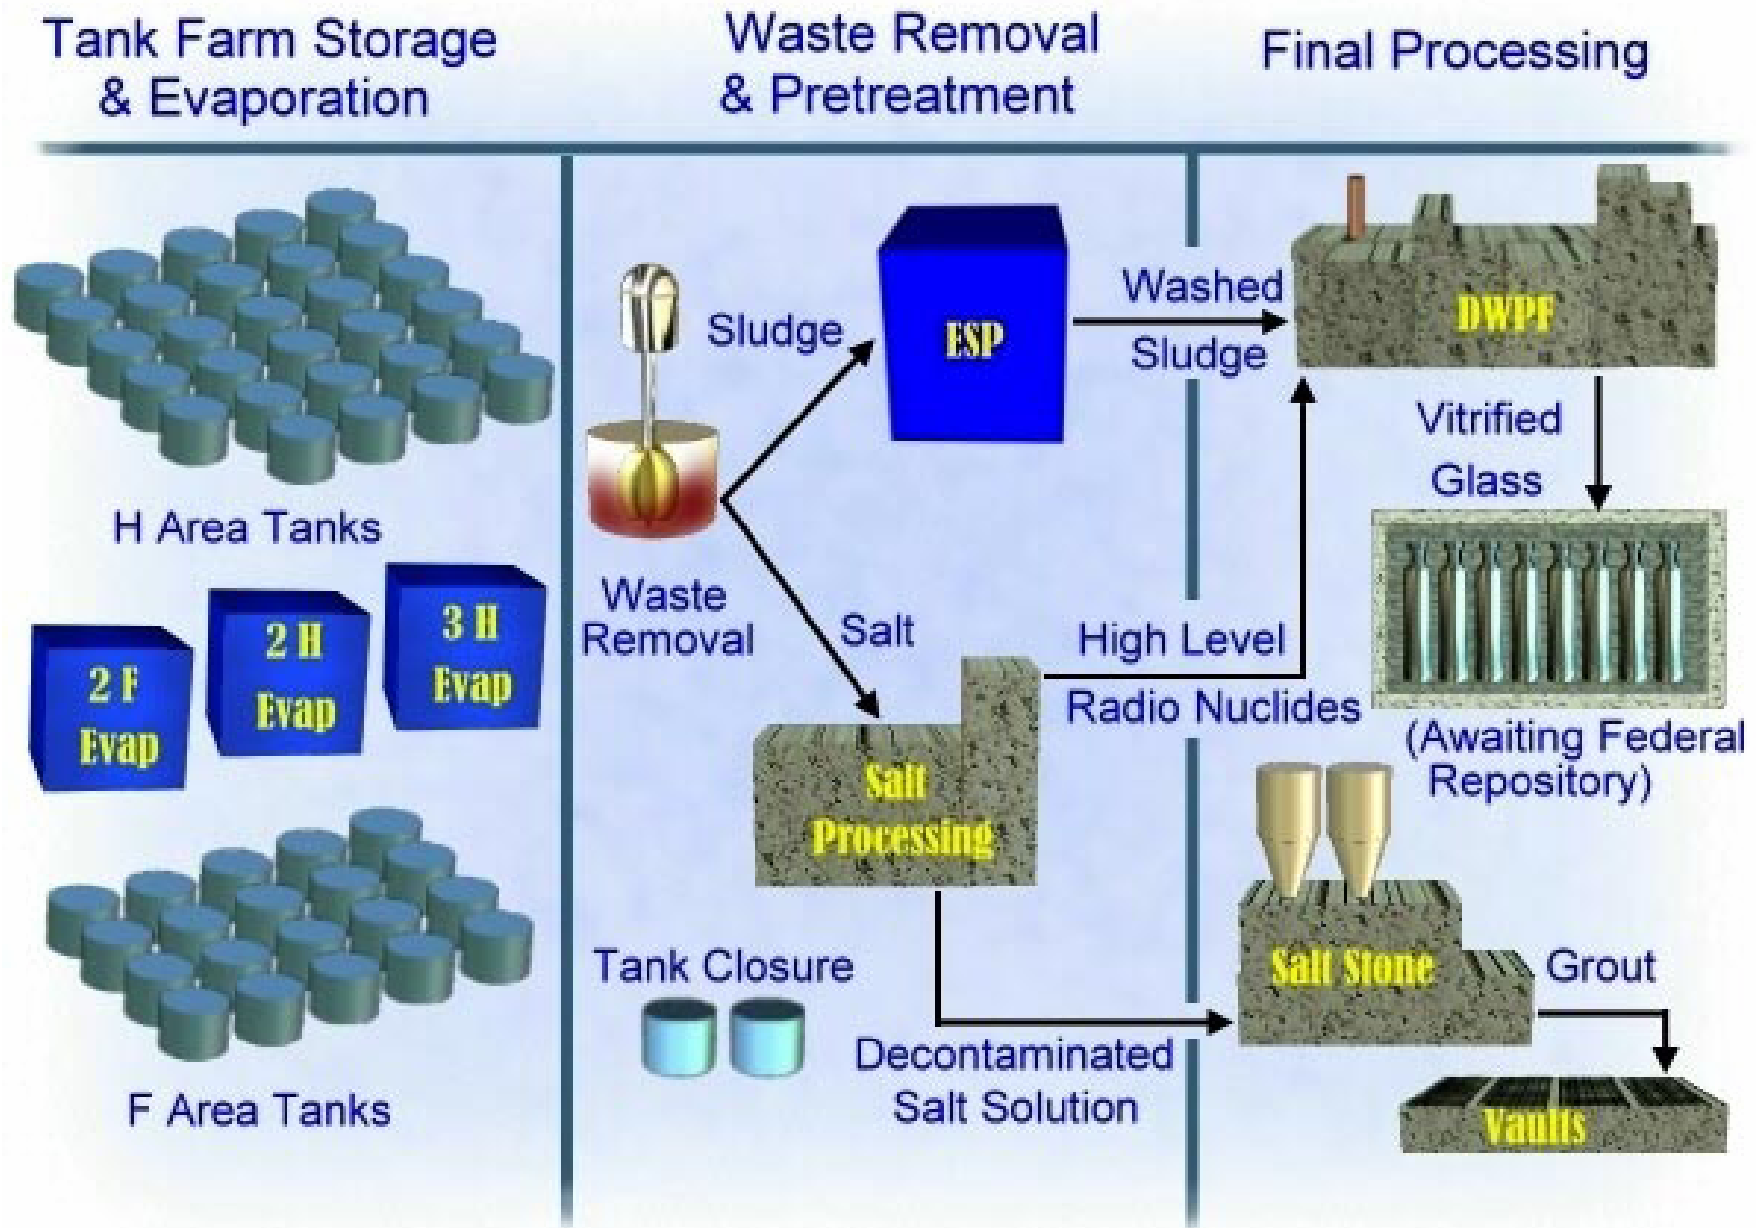 Tank Farm Storage
& Evaporation
Waste Removal
& Pretreatment
Final Processing
H Area Tanks
2 F
Evap
2 H
Evap
3 H
Evap
F Area Tanks
Waste
Removal
Sludge
ESP
Washed
Sludge
Salt
Salt
Processing
High Level
Radio Nuclides
Tank Closure
Decontaminated
Salt Solution
DWPF
Vitrified
Glass
(Awaiting Federal
Repository)
Salt Stone
Grout
Vaults